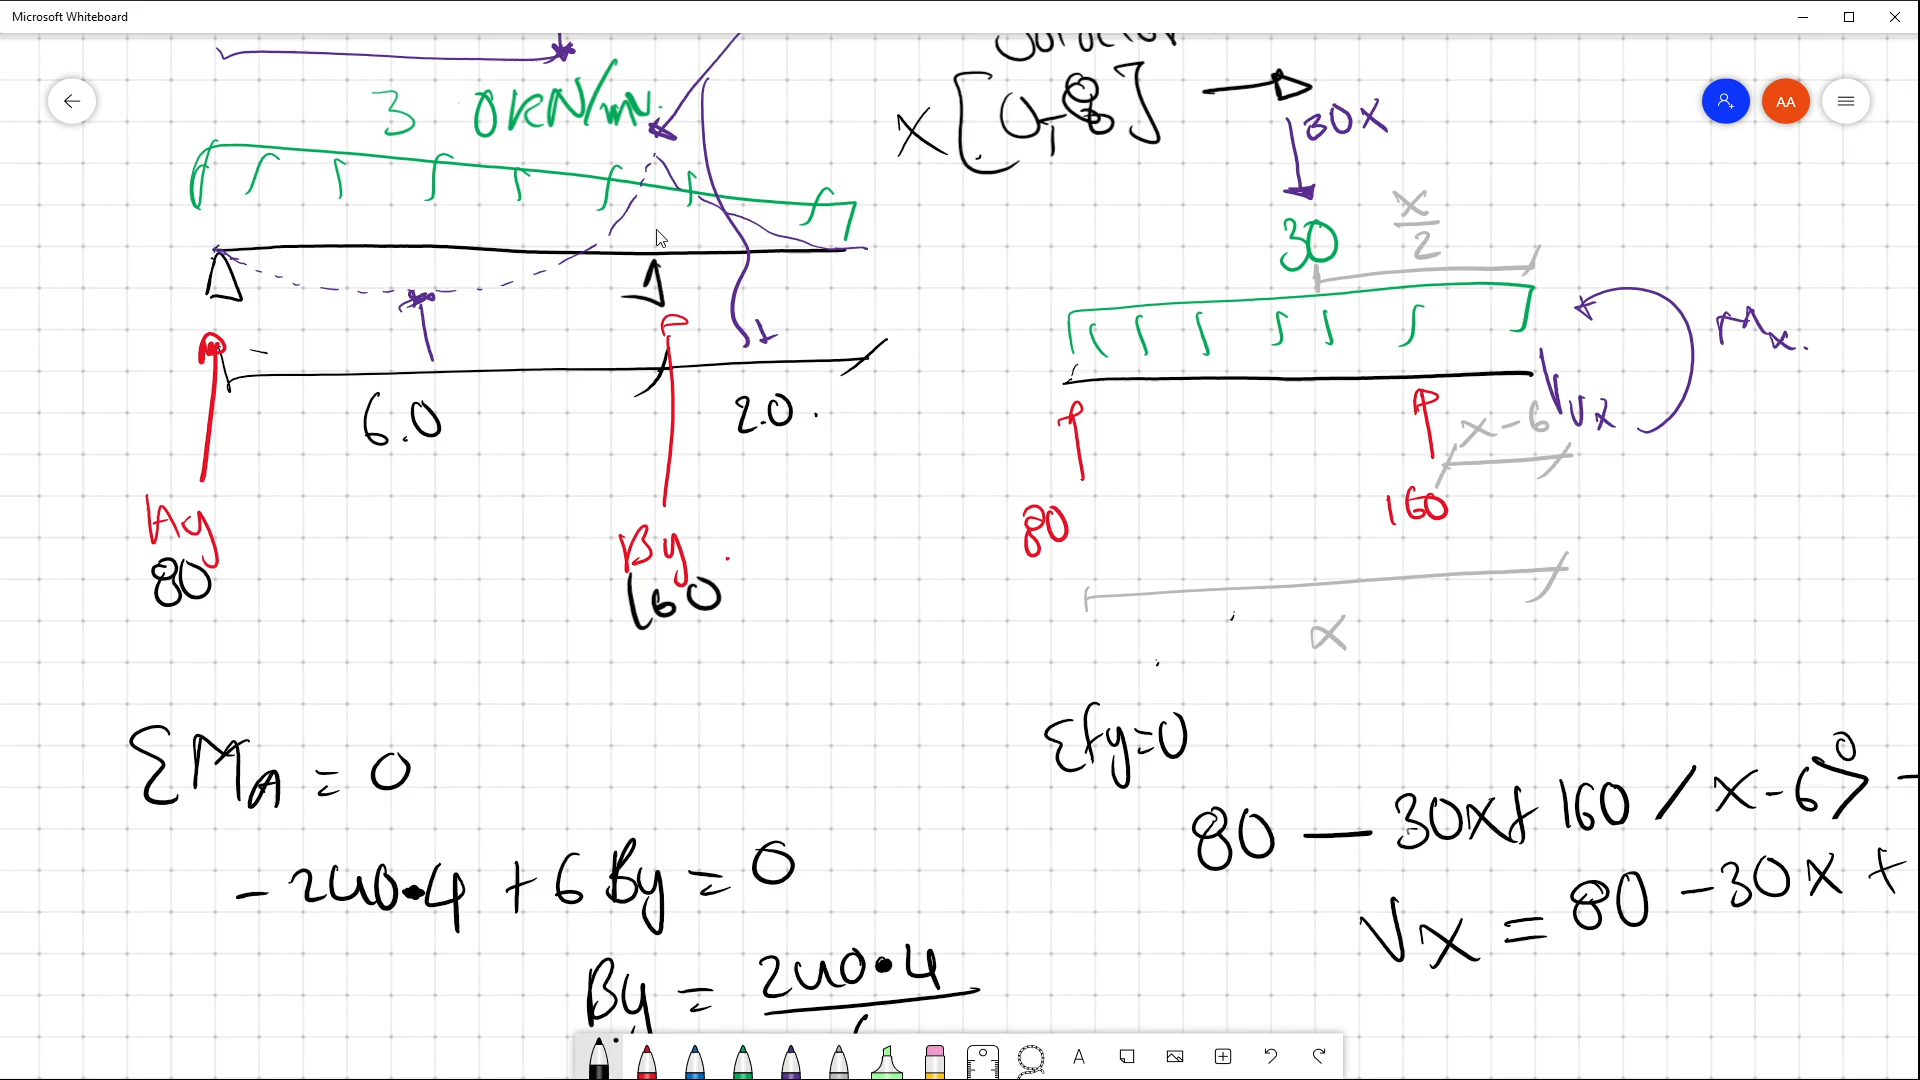 Microsoft Whiteboard
30kN/m.
x [0,8]
30x
30
x
2
Mx.
Vx
x-6
6.0
2.0.
Ay
80
By
160
80
160
x
AA
ΣMA = 0
-240•4 + 6By = 0
By = 240•4
ΣFy=0
80 - 30x + 160 <x-6>0 -
Vx = 80 - 30x +